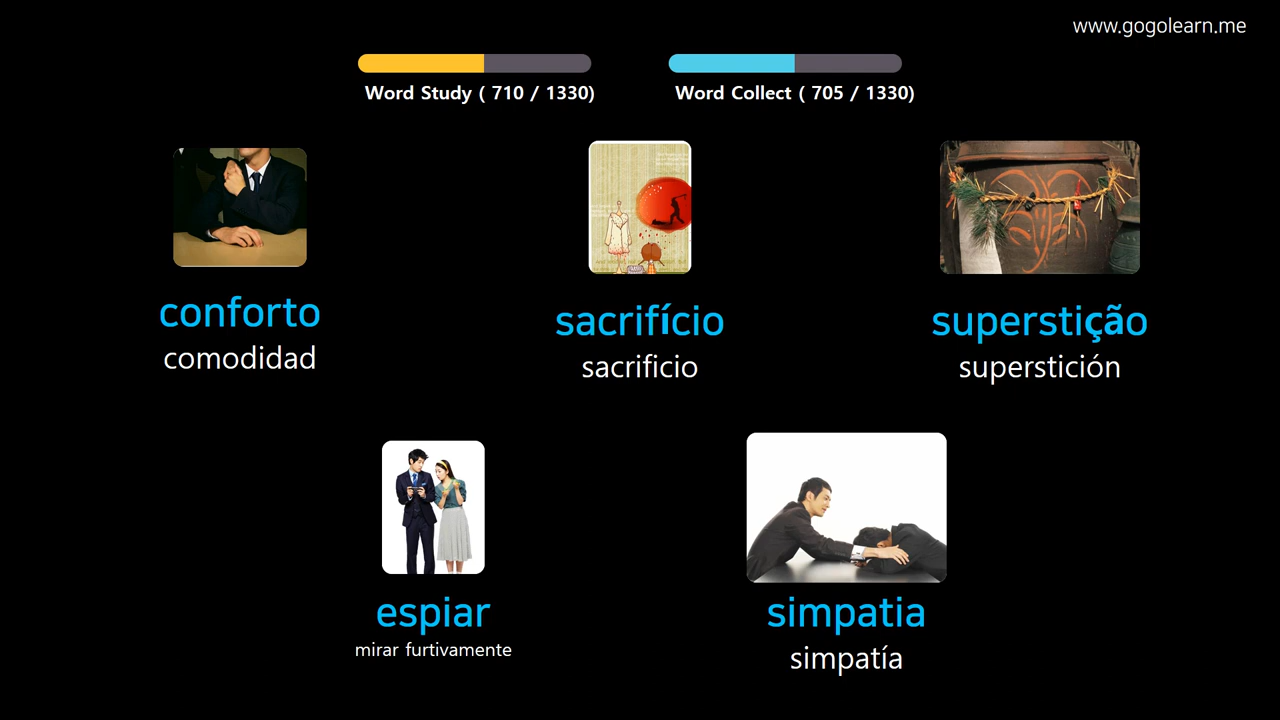 www.gogolearn.me
Word Study ( 710 / 1330)
Word Collect ( 705 / 1330)
conforto
comodidad
sacrifício
sacrificio
superstição
superstición
espiar
mirar furtivamente
simpatia
simpatía